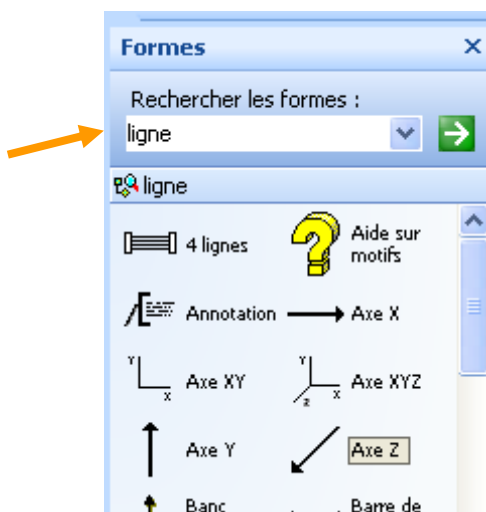 Formes
Rechercher les formes :
ligne
ligne
4 lignes
Aide sur
motifs
Annotation
Axe X
Y
X
Axe XY
Y
Z
X
Axe XYZ
Axe Y
Axe Z
Banc
Barre de